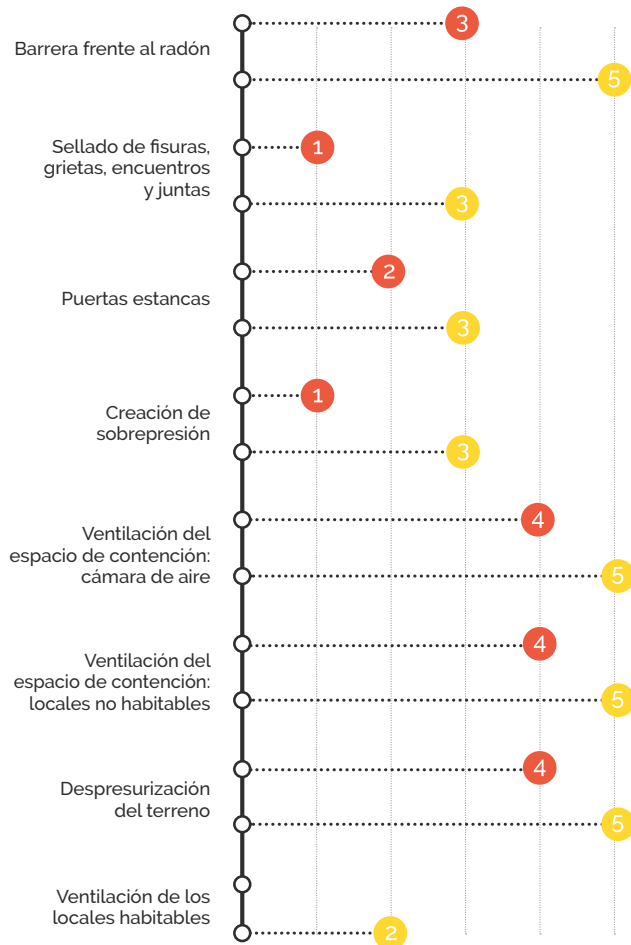 3
Barrera frente al radón
5
Sellado de fisuras,
grietas, encuentros
y juntas
1
3
Puertas estancas
2
3
Creación de
sobrepresión
1
3
Ventilación del
espacio de contención:
cámara de aire
4
5
Ventilación del
espacio de contención:
locales no habitables
4
5
Despresurización
del terreno
4
5
Ventilación de los
locales habitables
2